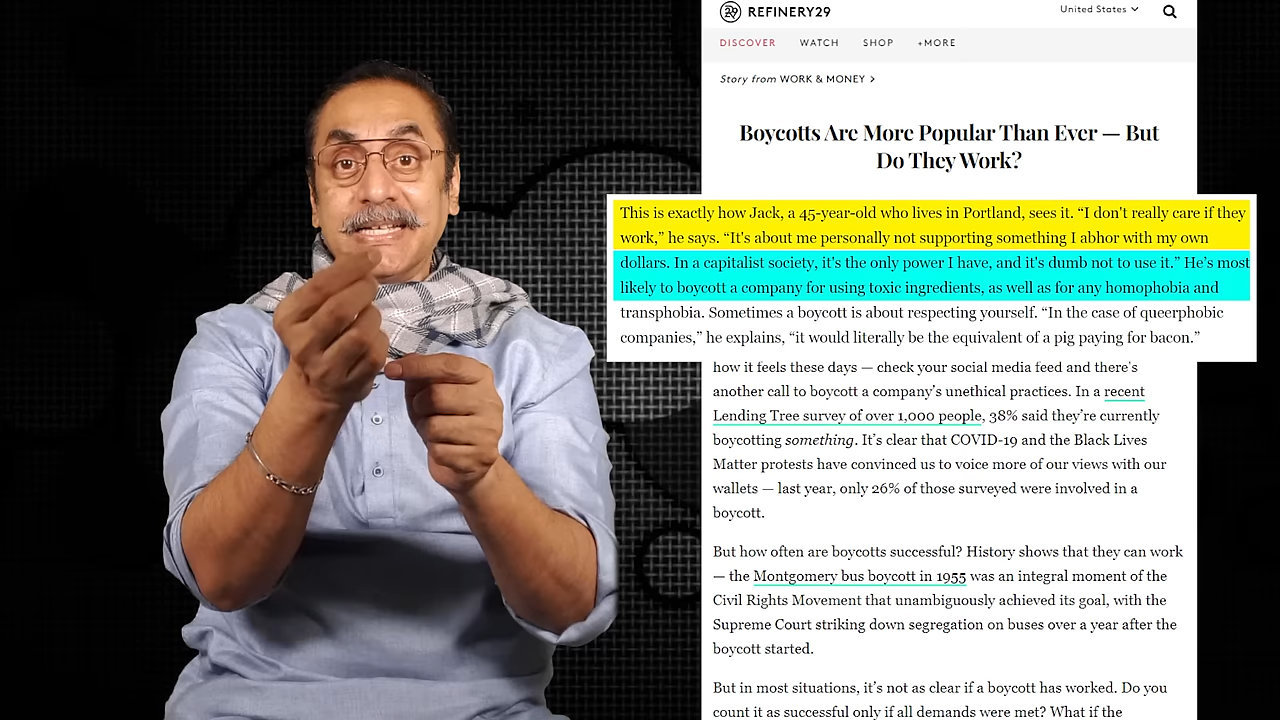 REFINERY29
United States
DISCOVER WATCH SHOP +MORE
Story from WORK & MONEY >
Boycotts Are More Popular Than Ever — But
Do They Work?
This is exactly how Jack, a 45-year-old who lives in Portland, sees it. “I don't really care if they
work,” he says. “It's about me personally not supporting something I abhor with my own
dollars. In a capitalist society, it's the only power I have, and it's dumb not to use it.” He’s most
likely to boycott a company for using toxic ingredients, as well as for any homophobia and
transphobia. Sometimes a boycott is about respecting yourself. “In the case of queerphobic
companies,” he explains, “it would literally be the equivalent of a pig paying for bacon.”
how it feels these days — check your social media feed and there’s
another call to boycott a company’s unethical practices. In a recent
Lending Tree survey of over 1,000 people, 38% said they’re currently
boycotting something. It’s clear that COVID-19 and the Black Lives
Matter protests have convinced us to voice more of our views with our
wallets — last year, only 26% of those surveyed were involved in a
boycott.
But how often are boycotts successful? History shows that they can work
— the Montgomery bus boycott in 1955 was an integral moment of the
Civil Rights Movement that unambiguously achieved its goal, with the
Supreme Court striking down segregation on buses over a year after the
boycott started.
But in most situations, it’s not as clear if a boycott has worked. Do you
count it as successful only if all demands were met? What if the